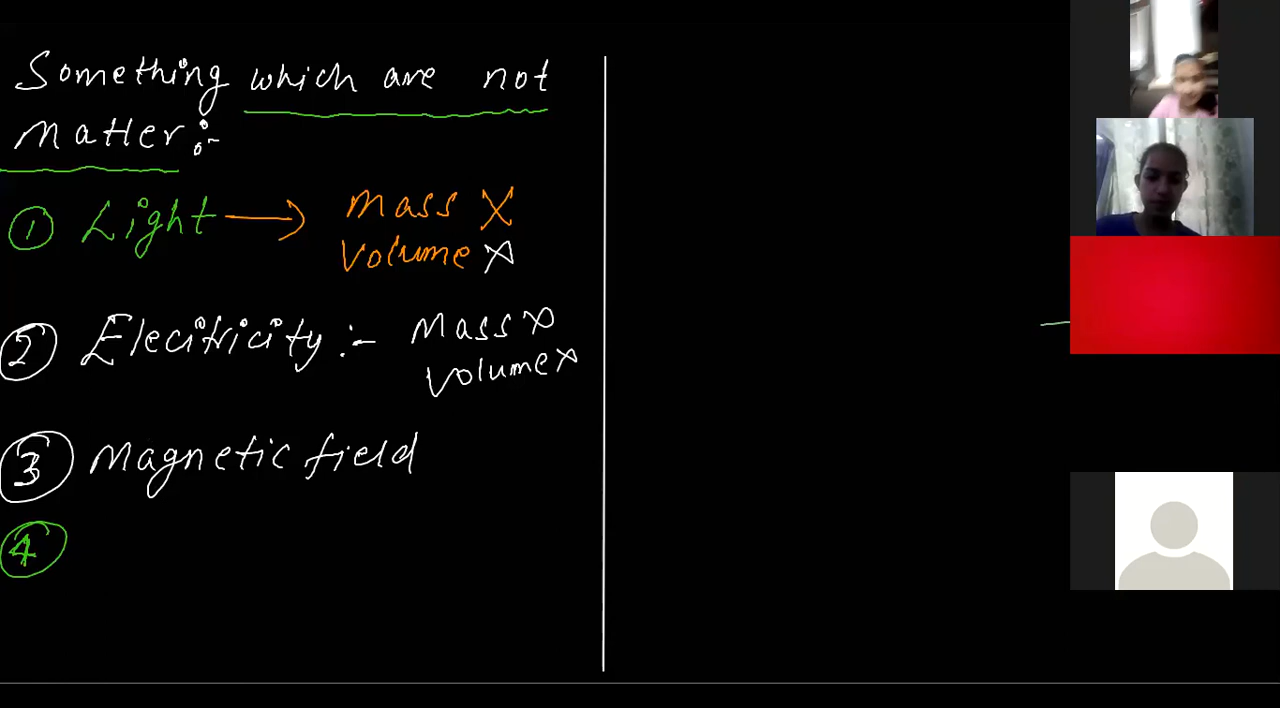 Something which are not
Matter :-
① Light → Mass X
Volume X
② Electricity :- Mass X
Volume X
③ Magnetic field
④